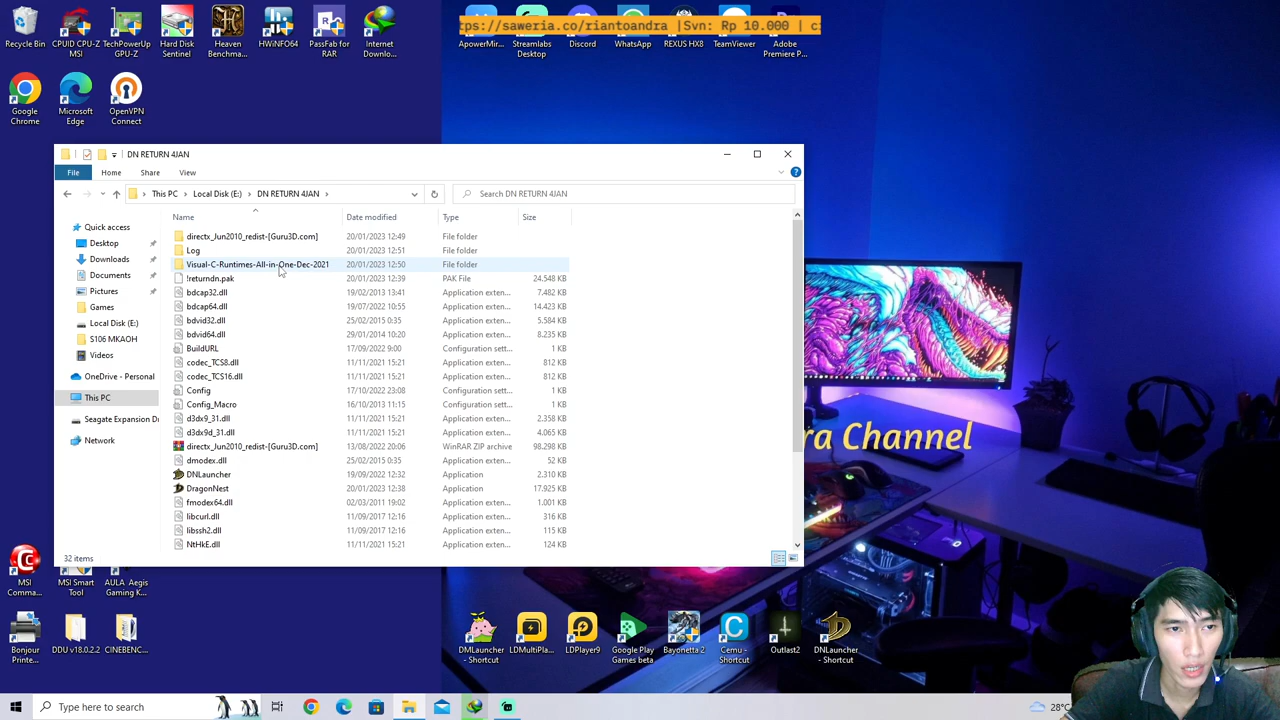 Recycle Bin
CPUID CPU-Z MSI
TechPowerUp GPU-Z
Hard Disk Sentinel
Heaven Benchma...
HWiNFO64
PassFab for RAR
Internet Downlo...
ApowerMir...
Streamlabs Desktop
Discord
WhatsApp
REXUS HX8
TeamViewer
Adobe Premiere P...
tps://saweria.co/riantoandra |Svn: Rp 10.000 |
Google Chrome
Microsoft Edge
OpenVPN Connect
DN RETURN 4JAN
File
Home
Share
View
This PC
Local Disk (E:)
DN RETURN 4JAN
Search DN RETURN 4JAN
Name
Date modified
Type
Size
Quick access
Desktop
Downloads
Documents
Pictures
Games
Local Disk (E:)
S106 MKAOH
Videos
OneDrive - Personal
This PC
Seagate Expansion Dr
Network
directx_Jun2010_redist-[Guru3D.com] 20/01/2023 12:49 File folder
Log 20/01/2023 12:51 File folder
Visual-C-Runtimes-All-in-One-Dec-2021 20/01/2023 12:50 File folder
!returndn.pak 20/01/2023 12:39 PAK File 24.548 KB
bdcap32.dll 19/02/2013 13:41 Application exten... 7.482 KB
bdcap64.dll 19/07/2022 10:55 Application exten... 14.423 KB
bdvid32.dll 25/02/2015 0:35 Application exten... 5.584 KB
bdvid64.dll 29/01/2014 10:20 Application exten... 8.235 KB
BuildURL 17/09/2022 9:00 Configuration sett... 1 KB
codec_TCS8.dll 11/11/2021 15:21 Application exten... 812 KB
codec_TCS16.dll 11/11/2021 15:21 Application exten... 812 KB
Config 17/10/2022 23:08 Configuration sett... 1 KB
Config_Macro 16/10/2013 11:15 Configuration sett... 1 KB
d3dx9_31.dll 11/11/2021 15:21 Application exten... 2.358 KB
d3dx9d_31.dll 11/11/2021 15:21 Application exten... 4.065 KB
directx_Jun2010_redist-[Guru3D.com] 13/08/2022 20:06 WinRAR ZIP archive 98.298 KB
dmodex.dll 25/02/2015 0:35 Application exten... 52 KB
DNLauncher 19/09/2022 12:32 Application 2.310 KB
DragonNest 20/01/2023 12:38 Application 17.925 KB
fmodex64.dll 02/03/2011 19:02 Application exten... 1.001 KB
libcurl.dll 11/09/2017 12:16 Application exten... 316 KB
libssh2.dll 11/09/2017 12:16 Application exten... 115 KB
NtHkE.dll 11/11/2021 15:21 Application exten... 124 KB
32 items
ra Channel
MSI Comma...
MSI Smart Tool
AULA Aegis Gaming K...
Bonjour Printe...
DDU v18.0.2.2
CINEBENC...
DMLauncher - Shortcut
LDMultiPla...
LDPlayer9
Google Play Games beta
Bayonetta 2
Cemu - Shortcut
Outlast2
DNLauncher - Shortcut
Type here to search
28°C